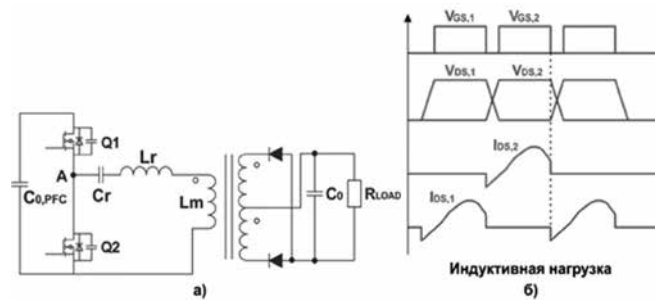 Q1
Lr
A
Cr
Lm
C0,PFC
C0
RLOAD
Q2
а)
VGS,1
VGS,2
VDS,1
VDS,2
IDS,2
IDS,1
Индуктивная нагрузка
б)